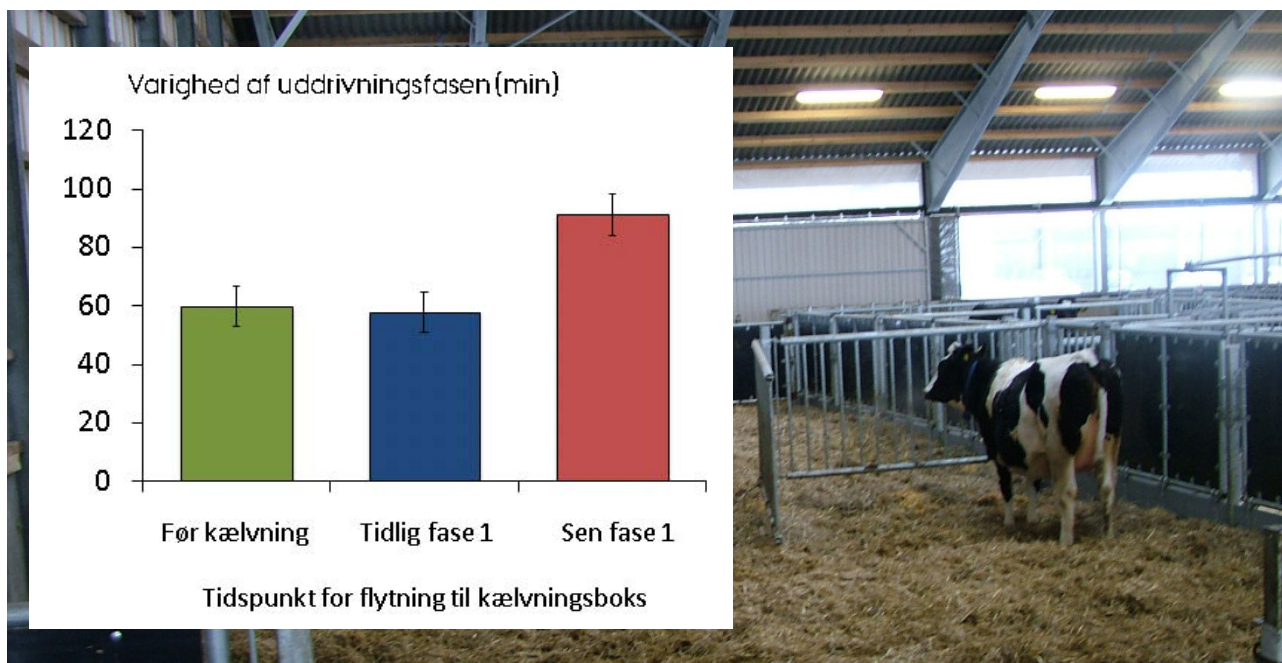 Varighed af uddrivningsfasen (min)
120
100
80
60
40
20
0
Før kælvning Tidlig fase 1 Sen fase 1
Tidspunkt for flytning til kælvningsboks